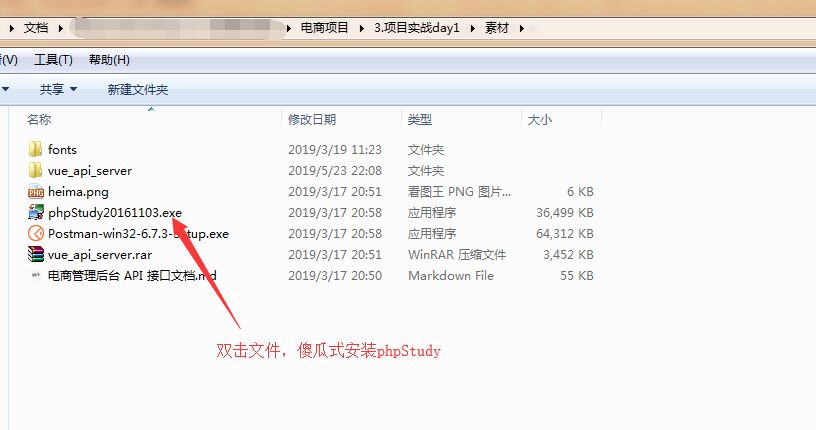 文档 电商项目 3.项目实战day1 素材
(V) 工具(T) 帮助(H)
共享 新建文件夹
名称 修改日期 类型 大小
fonts 2019/3/19 11:23 文件夹
vue_api_server 2019/5/23 22:08 文件夹
heima.png 2019/3/17 20:51 看图王 PNG 图片... 6 KB
phpStudy20161103.exe 2019/3/17 20:58 应用程序 36,499 KB
Postman-win32-6.7.3-Setup.exe 2019/3/17 20:58 应用程序 64,312 KB
vue_api_server.rar 2019/3/17 20:51 WinRAR 压缩文件 3,452 KB
电商管理后台 API 接口文档.md 2019/3/17 20:50 Markdown File 55 KB
双击文件，傻瓜式安装phpStudy